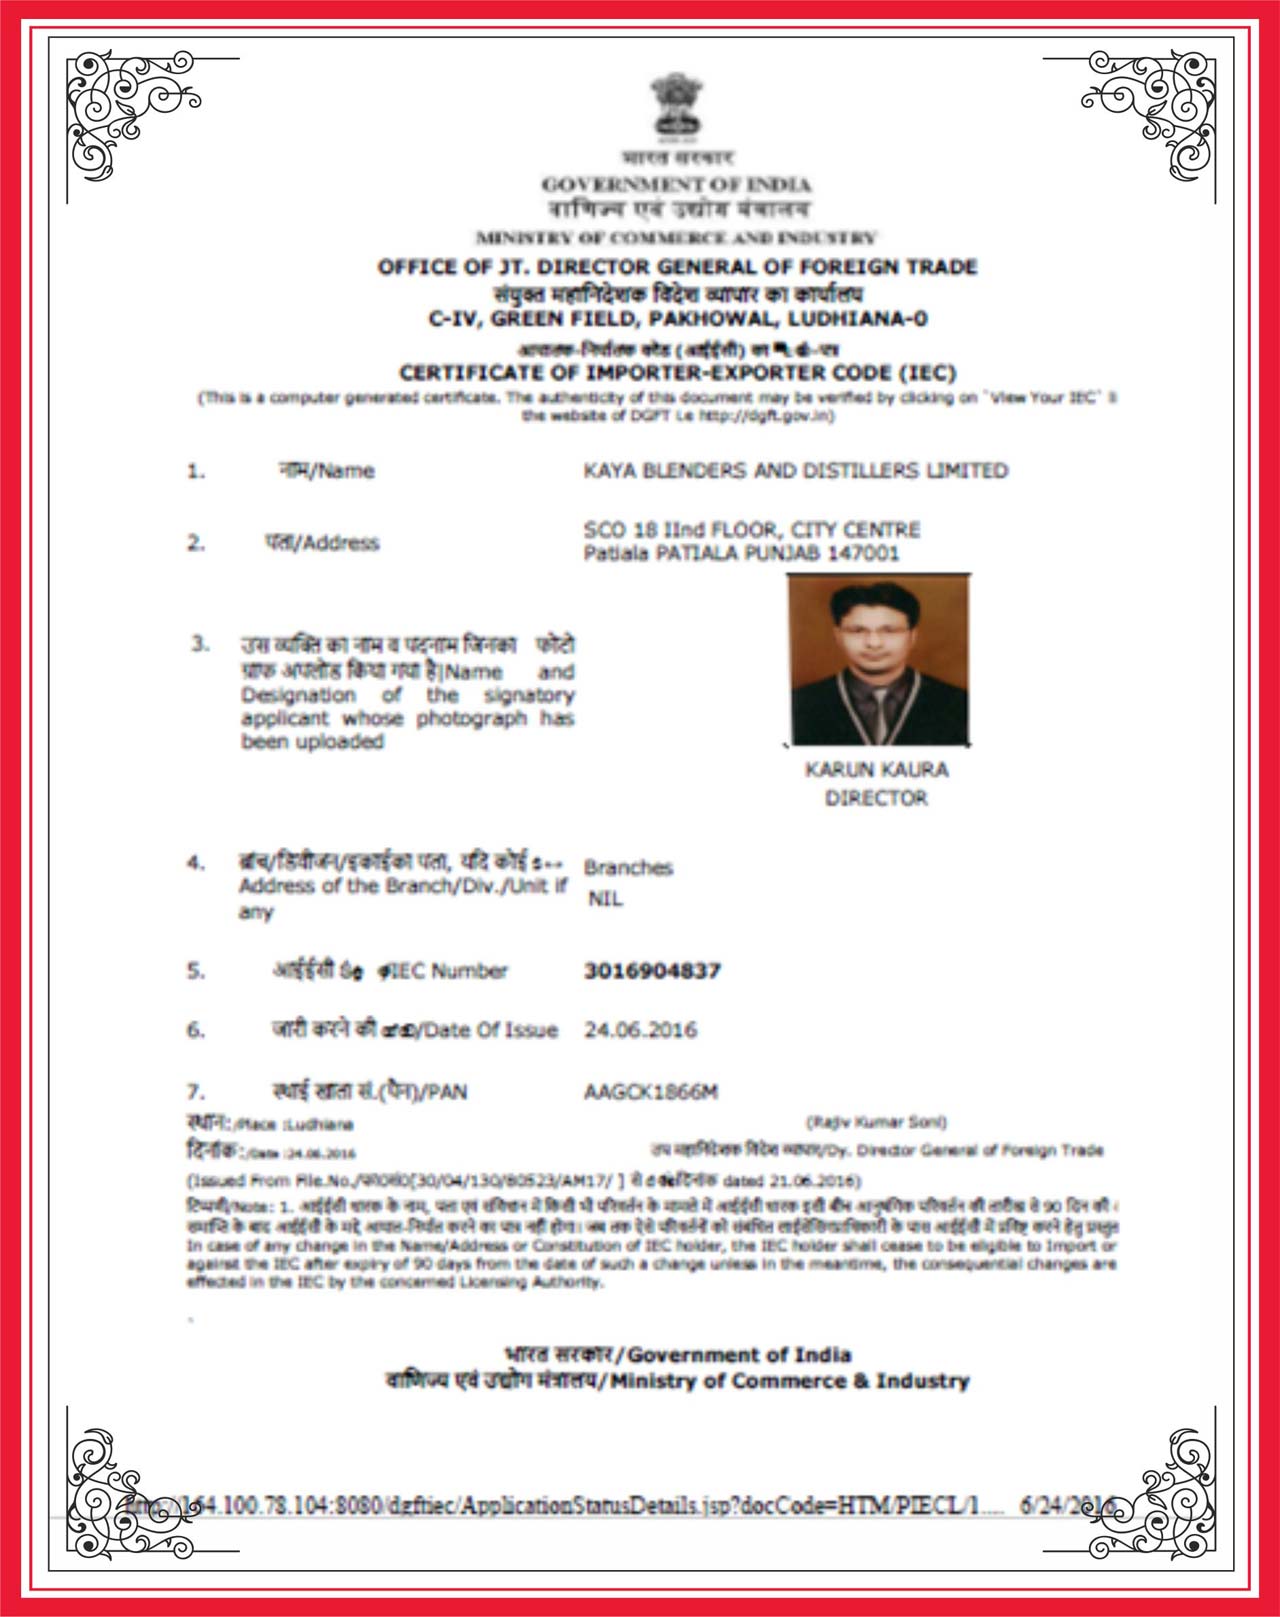 भारत सरकार
GOVERNMENT OF INDIA
वाणिज्य एवं उद्योग मंत्रालय
MINISTRY OF COMMERCE AND INDUSTRY
OFFICE OF JT. DIRECTOR GENERAL OF FOREIGN TRADE
संयुक्त महानिदेशक विदेश व्यापार का कार्यालय
C-IV, GREEN FIELD, PAKHOWAL, LUDHIANA-0
आयातक-निर्यातक कोड (आईईसी) का
CERTIFICATE OF IMPORTER-EXPORTER CODE (IEC)
(This is a computer generated certificate. The authenticity of this document may be verified by clicking on `View Your IEC`
the website of DGFT i.e http://dgft.gov.in)
1. नाम/Name KAYA BLENDERS AND DISTILLERS LIMITED
2. पता/Address SCO 18 IInd FLOOR, CITY CENTRE
Patiala PATIALA PUNJAB 147001
3. उस व्यक्ति का नाम व पदनाम जिनका फोटो
ग्राफ अपलोड किया गया है|Name and
Designation of the signatory
applicant whose photograph has
been uploaded
KARUN KAURA
DIRECTOR
4. ब्रांच/डिवीजन/इकाईका पता, यदि कोई
Address of the Branch/Div./Unit if
any
Branches
NIL
5. आईईसी IEC Number 3016904837
6. जारी करने की /Date Of Issue 24.06.2016
7. स्थाई खाता सं.(पैन)/PAN AAGCK1866M
स्थान:/Place :Ludhiana (Rajiv Kumar Soni)
दिनांक:/Date :24.06.2016 उप महानिदेशक विदेश व्यापार/Dy. Director General of Foreign Trade
(Issued From File.No./फा०सं०[30/04/130/80523/AM17/ ] से दिनांक dated 21.06.2016)
टिप्पणी/Note: 1. आईईसी धारक के नाम, पता एवं संविधान में किसी भी परिवर्तन के मामले में आईईसी धारक इसी बीच आनुषंगिक परिवर्तन की तारीख से 90 दिन की
समाप्ति के बाद आईईसी के मद्दे आयात-निर्यात करने का पात्र नहीं होगा। जब तक ऐसे परिवर्तनों को संबंधित के पास आईईसी में प्रविष्ट करने हेतु प्रस्तुत
In case of any change in the Name/Address or Constitution of IEC holder, the IEC holder shall cease to be eligible to Import or
against the IEC after expiry of 90 days from the date of such a change unless in the meantime, the consequential changes are
effected in the IEC by the concerned Licensing Authority.
भारत सरकार/Government of India
वाणिज्य एवं उद्योग मंत्रालय/Ministry of Commerce & Industry
http://164.100.78.104:8080/dgftiec/ApplicationStatusDetails.jsp?docCode=HTM/PIECL/1.... 6/24/2016